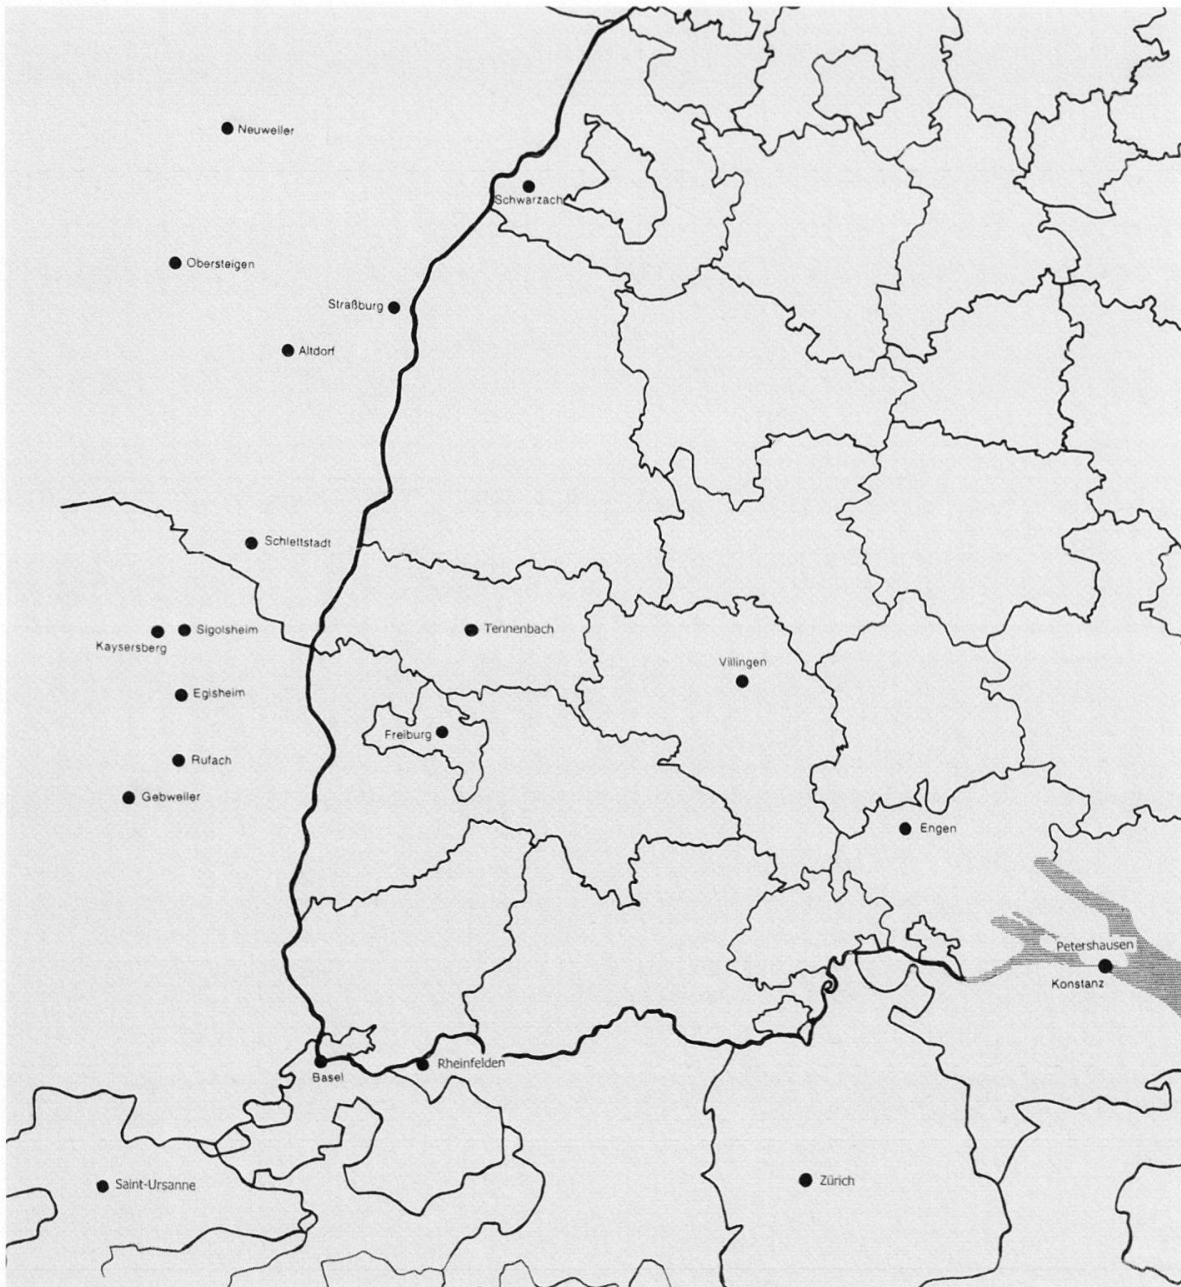 Neuweiler
Schwarzach
Obersteigen
Straßburg
Altdorf
Schlettstadt
Sigolsheim
Kaysersberg
Tennenbach
Villingen
Egisheim
Freiburg
Rufach
Gebweiler
Engen
Petershausen
Konstanz
Rheinfelden
Basel
Saint-Ursanne
Zürich